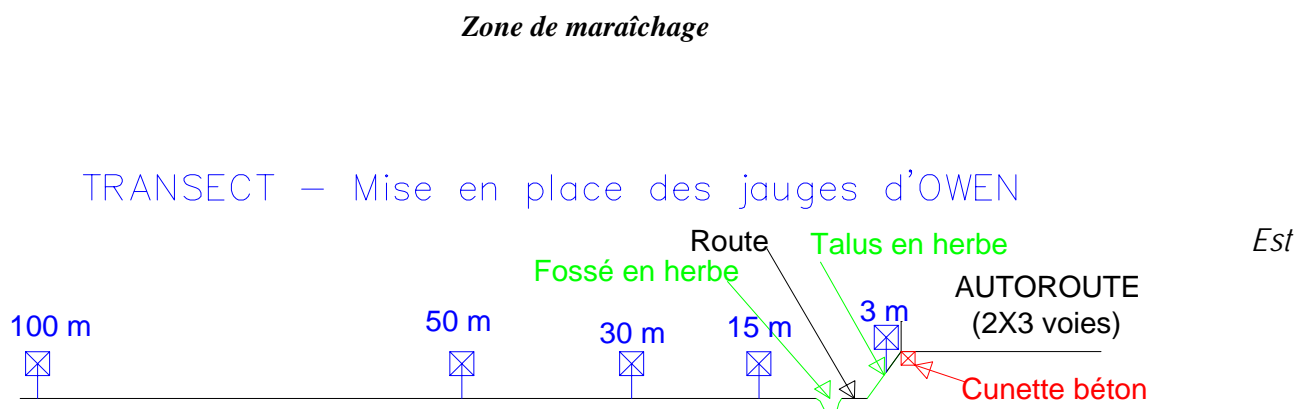 Zone de maraîchage
TRANSECT – Mise en place des jauges d'OWEN
Route
Talus en herbe
Est
Fossé en herbe
AUTOROUTE
(2X3 voies)
100 m
50 m
30 m
15 m
3 m
Cunette béton